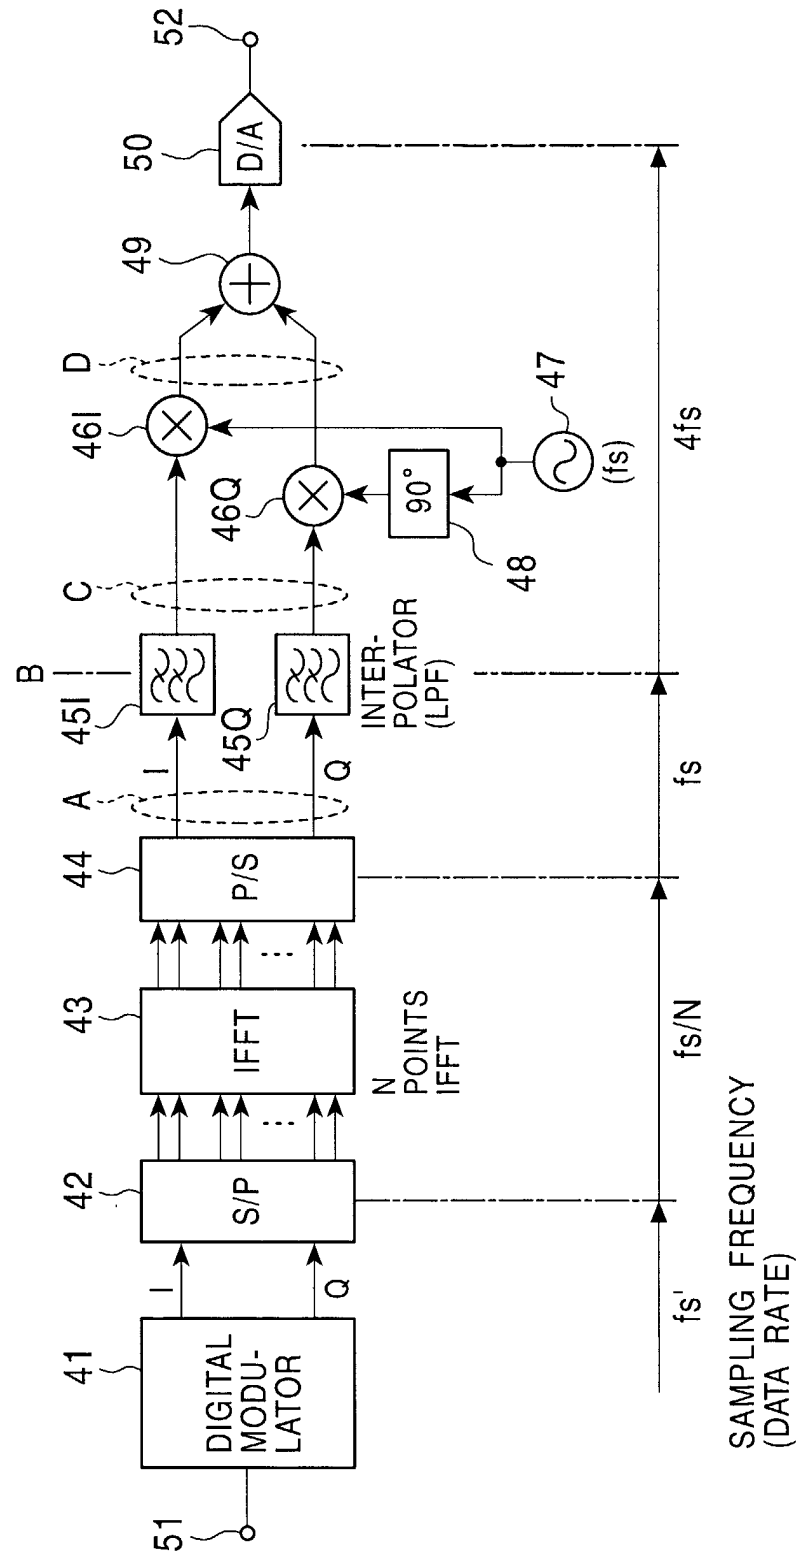 51
41
DIGITAL
MODU-
LATOR
I
Q
42
S/P
...
43
IFFT
N
POINTS
IFFT
...
44
P/S
A
I
Q
B
45I
45Q
INTER-
POLATOR
(LPF)
C
46I
46Q
D
90°
48
47
(fs)
49
50
D/A
52
fs'
fs/N
fs
4fs
SAMPLING FREQUENCY
(DATA RATE)